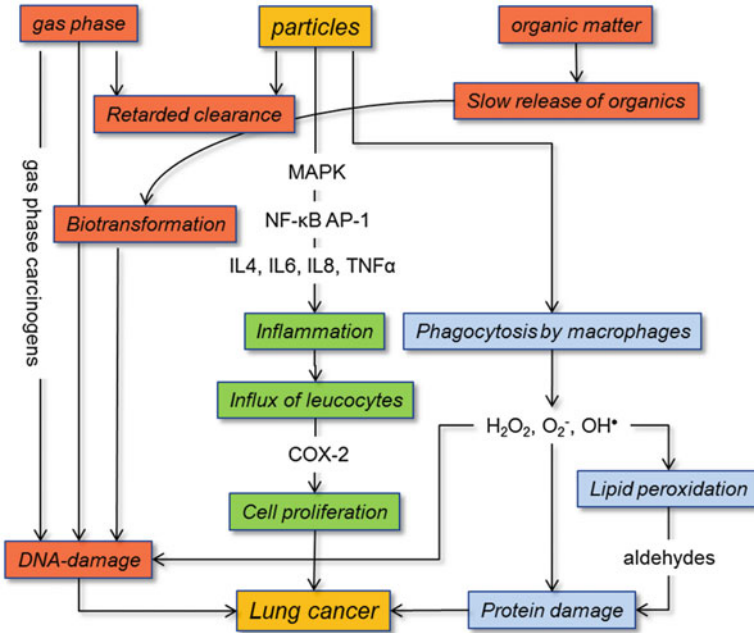 gas phase
particles
organic matter
Retarded clearance
Slow release of organics
gas phase carcinogens
MAPK
Biotransformation
NF-κB AP-1
IL4, IL6, IL8, TNFα
Inflammation
Phagocytosis by macrophages
Influx of leucocytes
H₂O₂, O₂⁻, OH•
COX-2
Lipid peroxidation
Cell proliferation
DNA-damage
aldehydes
Lung cancer
Protein damage